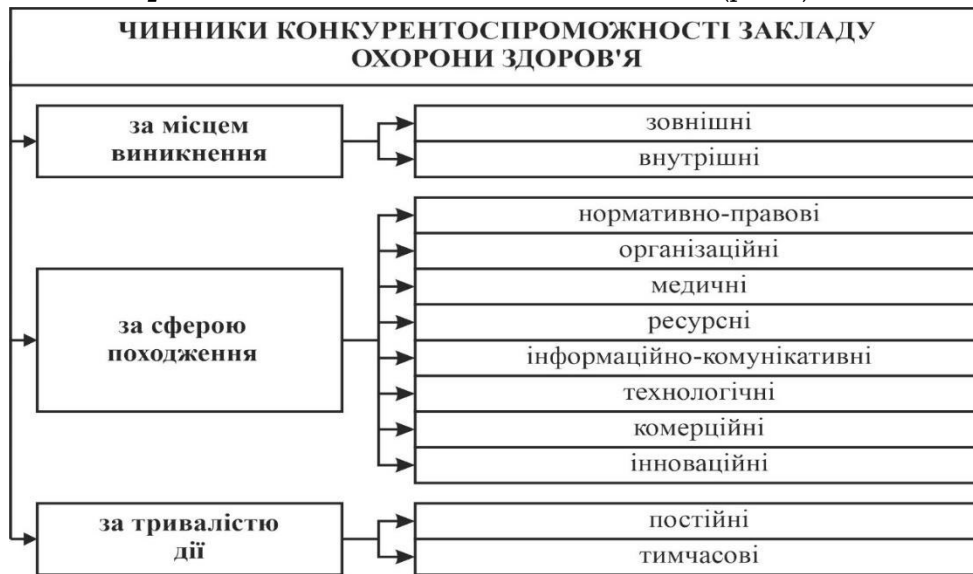 ЧИННИКИ КОНКУРЕНТОСПРОМОЖНОСТІ ЗАКЛАДУ
ОХОРОНИ ЗДОРОВ'Я
за місцем
виникнення
зовнішні
внутрішні
за сферою
походження
нормативно-правові
організаційні
медичні
ресурсні
інформаційно-комунікативні
технологічні
комерційні
інноваційні
за тривалістю
дії
постійні
тимчасові